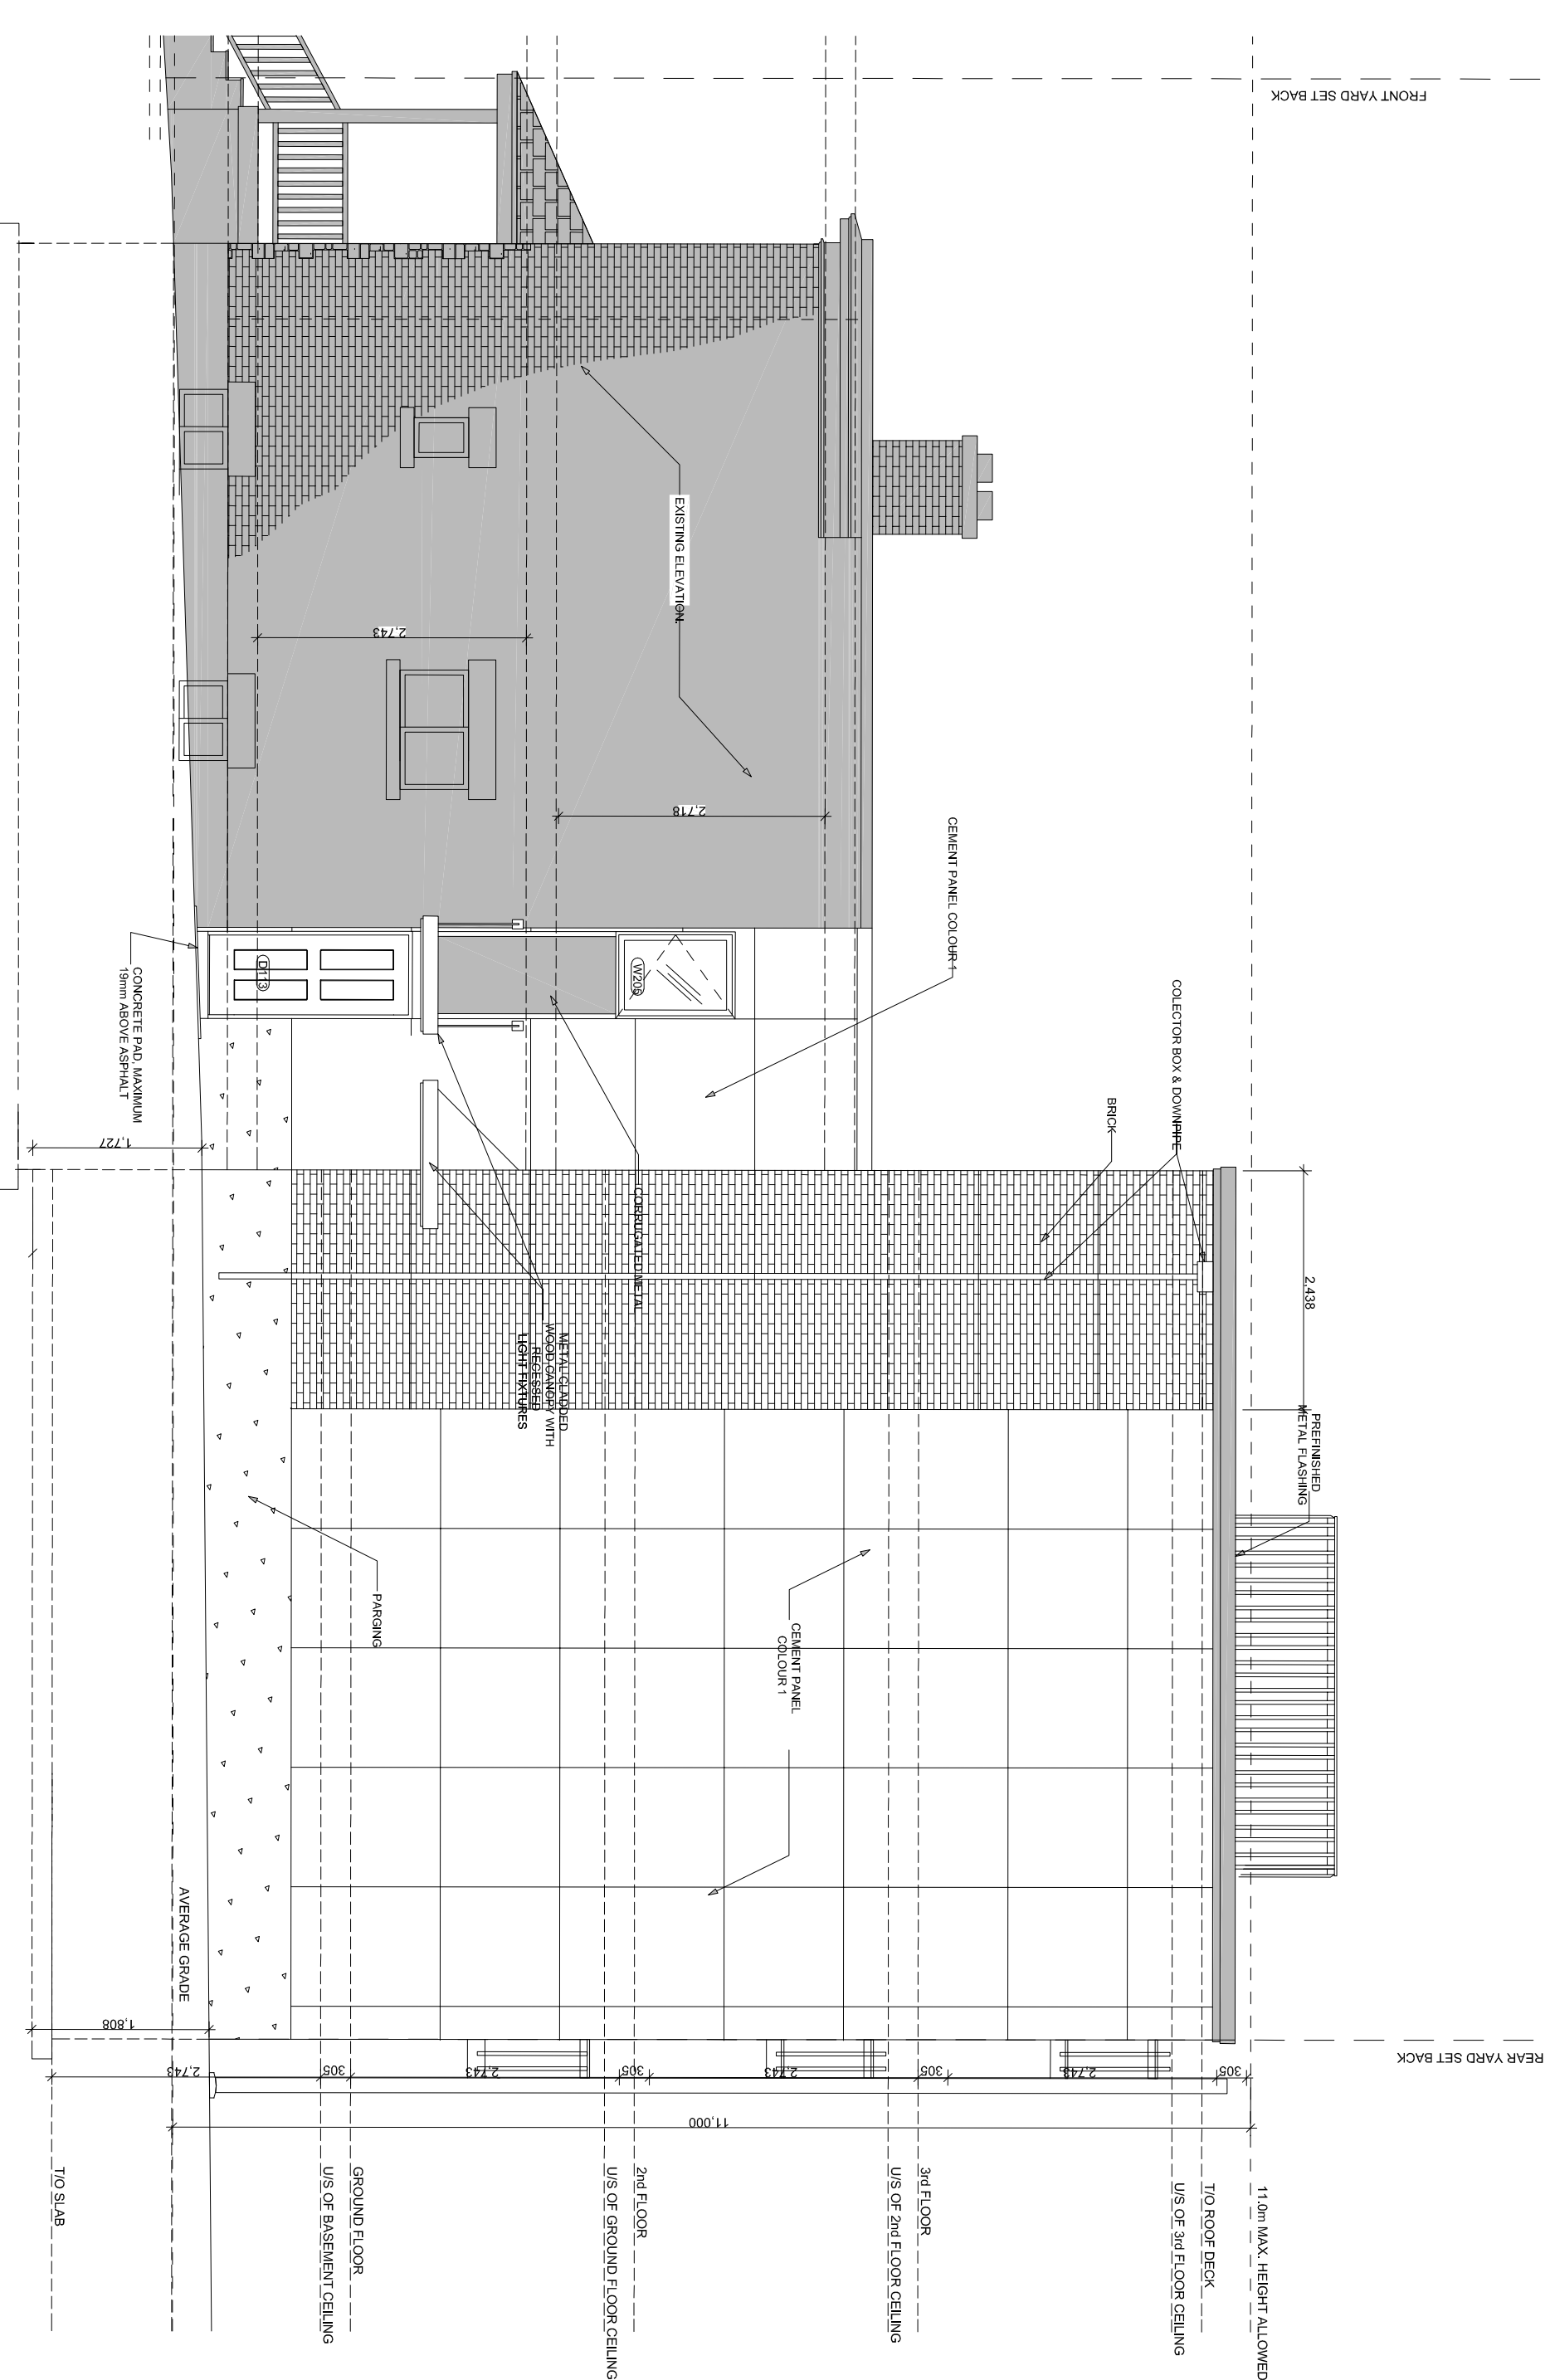 FRONT YARD SET BACK
EXISTING ELEVATION.
2,743
2,718
CEMENT PANEL COLOUR 1
COLECTOR BOX & DOWNPIPE
BRICK
D113
W206
CONCRETE PAD, MAXIMUM
19mm ABOVE ASPHALT
1,727
CORRUGATED METAL
METAL CLADDED
WOOD CANOPY WITH
RECESSED
LIGHT FIXTURES
2,438
PREFINISHED
METAL FLASHING
PARGING
CEMENT PANEL
COLOUR 1
AVERAGE GRADE
1,808
REAR YARD SET BACK
2,743
305
2,743
305
2,743
305
2,743
305
11,000
11.0m MAX. HEIGHT ALLOWED
T/O ROOF DECK
U/S OF 3rd FLOOR CEILING
3rd FLOOR
U/S OF 2nd FLOOR CEILING
2nd FLOOR
U/S OF GROUND FLOOR CEILING
GROUND FLOOR
U/S OF BASEMENT CEILING
T/O SLAB